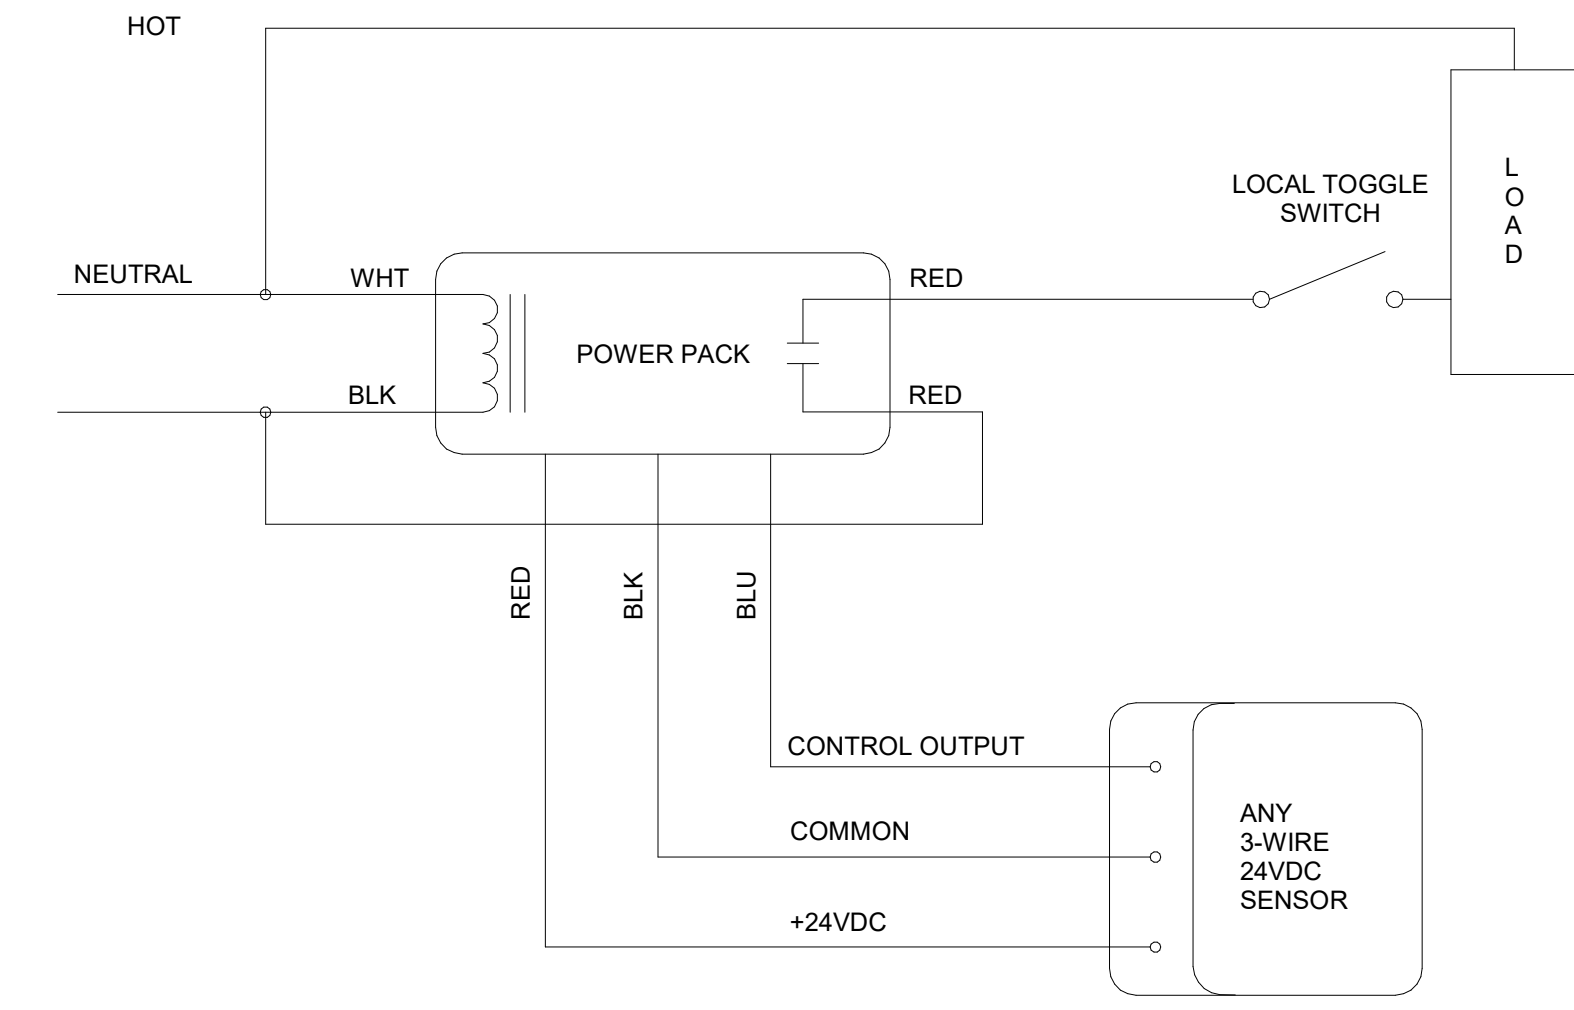 HOT
LOCAL TOGGLE
SWITCH
L
O
A
D
NEUTRAL
WHT
RED
POWER PACK
BLK
RED
RED
BLK
BLU
CONTROL OUTPUT
COMMON
+24VDC
ANY
3-WIRE
24VDC
SENSOR